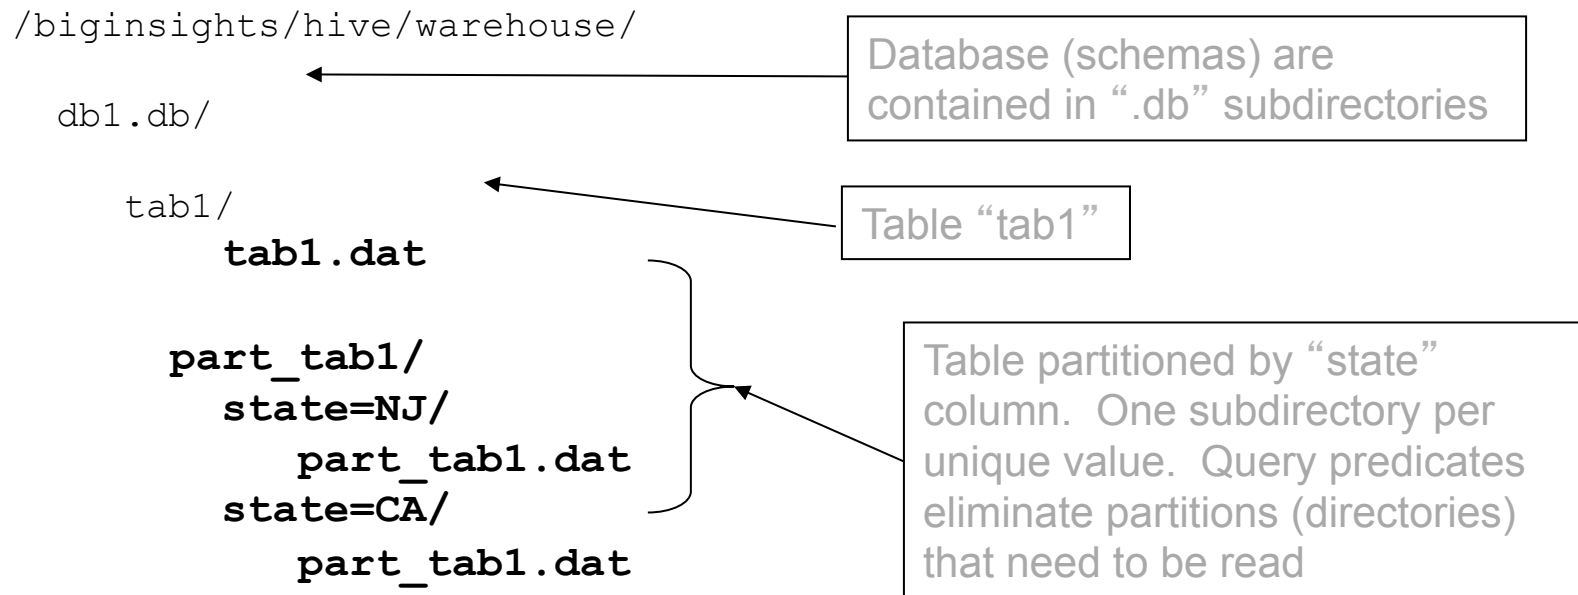 /biginsights/hive/warehouse/
Database (schemas) are
contained in “.db” subdirectories
db1.db/
tab1/
Table “tab1”
tab1.dat
part_tab1/
state=NJ/
part_tab1.dat
state=CA/
part_tab1.dat
Table partitioned by “state”
column.  One subdirectory per
unique value.  Query predicates
eliminate partitions (directories)
that need to be read